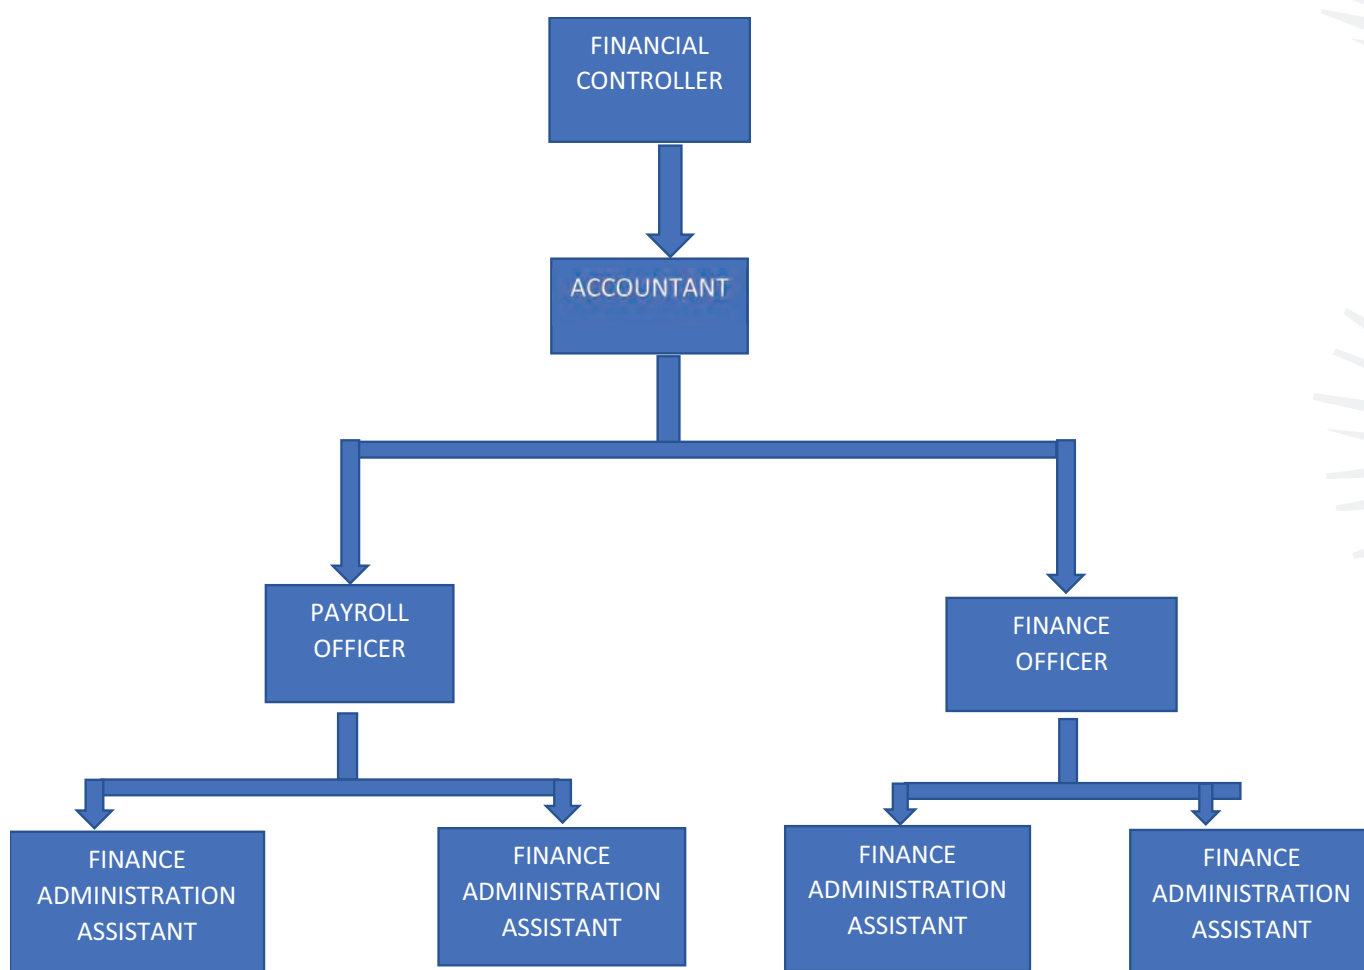 FINANCIAL
CONTROLLER
ACCOUNTANT
PAYROLL
OFFICER
FINANCE
OFFICER
FINANCE
ADMINISTRATION
ASSISTANT
FINANCE
ADMINISTRATION
ASSISTANT
FINANCE
ADMINISTRATION
ASSISTANT
FINANCE
ADMINISTRATION
ASSISTANT